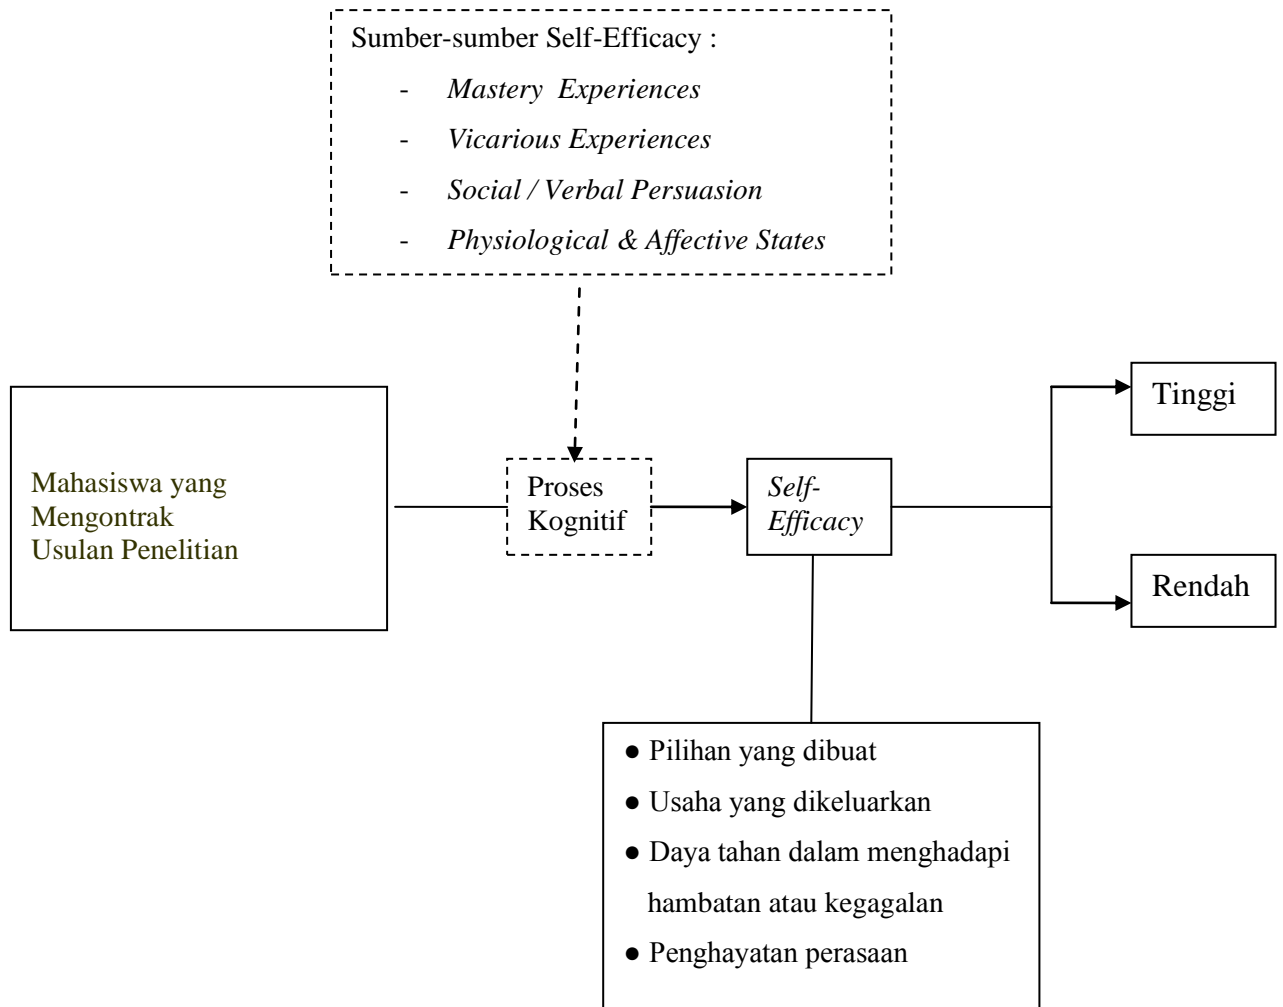 Sumber-sumber Self-Efficacy :
- Mastery Experiences
- Vicarious Experiences
- Social / Verbal Persuasion
- Physiological & Affective States
Tinggi
Mahasiswa yang
Mengontrak
Usulan Penelitian
Proses
Kognitif
Self-
Efficacy
Rendah
● Pilihan yang dibuat
● Usaha yang dikeluarkan
● Daya tahan dalam menghadapi
hambatan atau kegagalan
● Penghayatan perasaan